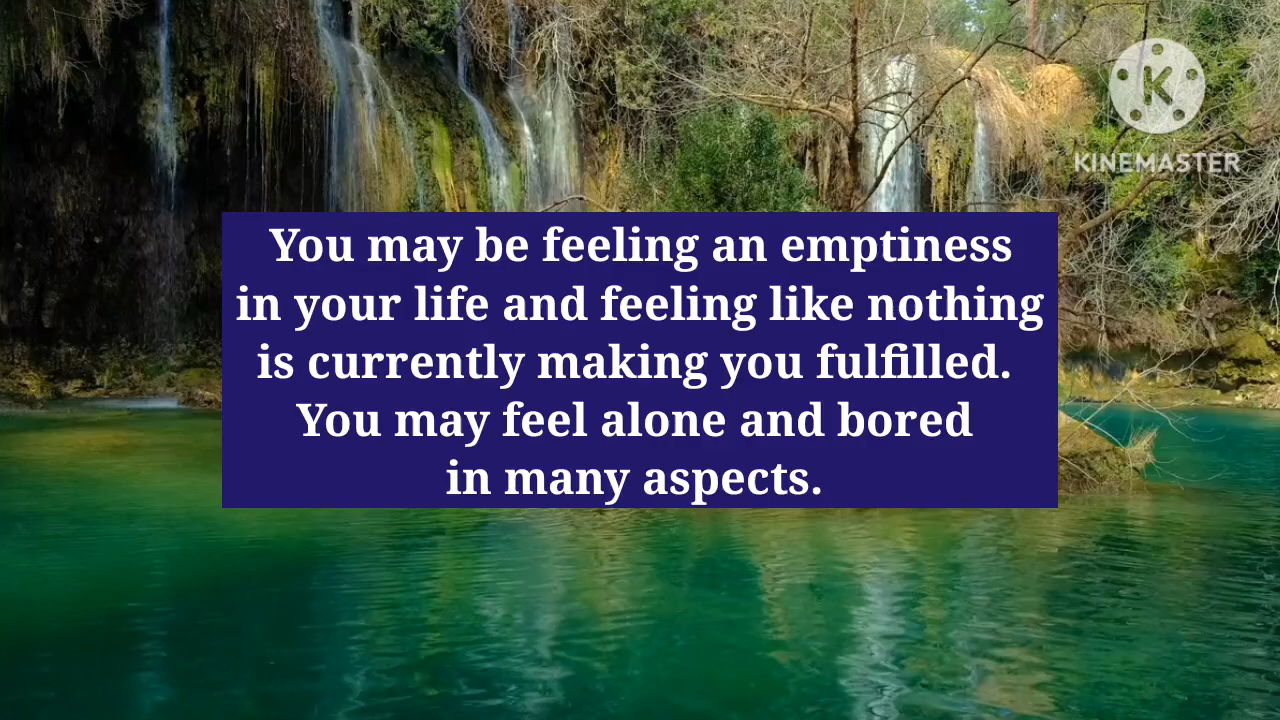 K
KINEMASTER
You may be feeling an emptiness
in your life and feeling like nothing
is currently making you fulfilled.
You may feel alone and bored
in many aspects.